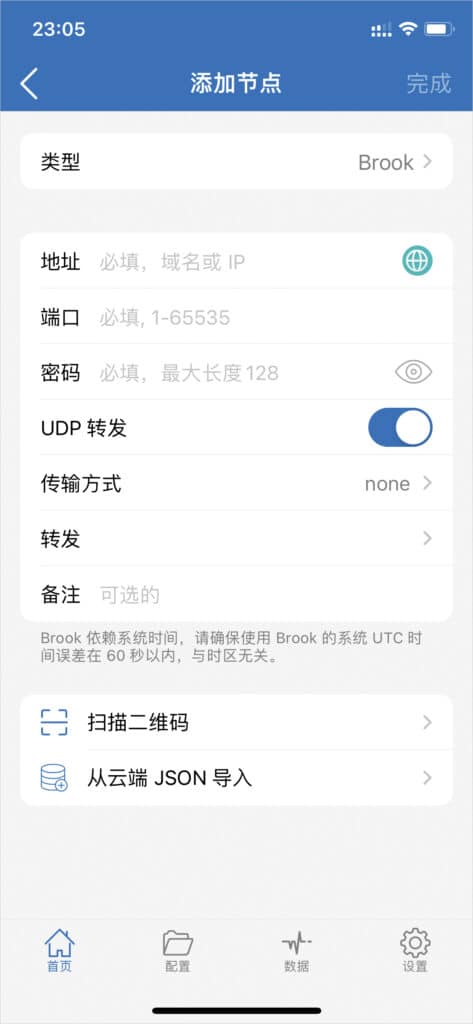 23:05
添加节点
完成
类型 Brook
地址 必填，域名或 IP
端口 必填, 1-65535
密码 必填，最大长度128
UDP 转发
传输方式 none
转发
备注 可选的
Brook 依赖系统时间，请确保使用 Brook 的系统 UTC 时
间误差在 60 秒以内，与时区无关。
扫描二维码
从云端 JSON 导入
首页 配置 数据 设置